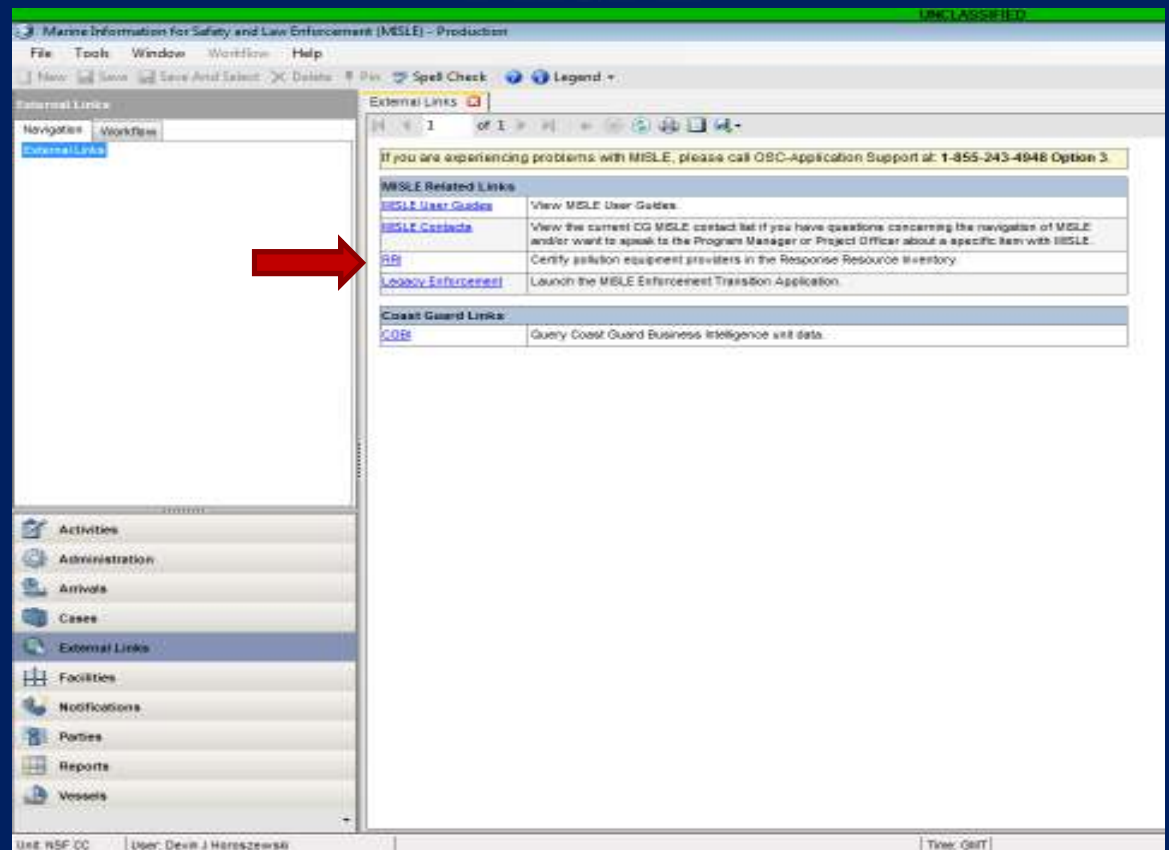 UNCLASSIFIED
Marine Information for Safety and Law Enforcement (MISLE) - Production
File Tools Window Workflow Help
New Save Save And Select Delete Pin Spell Check Legend
External Links
External Links
1 of 1
Navigation Workflow
External Links
If you are experiencing problems with MISLE, please call OSC-Application Support at: 1-855-243-4948 Option 3.
MISLE Related Links
MISLE User Guides View MISLE User Guides.
MISLE Contacts View the current CG MISLE contact list if you have questions concerning the navigation of MISLE
and/or want to speak to the Program Manager or Project Officer about a specific item with MISLE.
RRI Certify pollution equipment providers in the Response Resource Inventory.
Legacy Enforcement Launch the MISLE Enforcement Transition Application.
Coast Guard Links
CGBI Query Coast Guard Business Intelligence unit data.
Activities
Administration
Arrivals
Cases
External Links
Facilities
Notifications
Parties
Reports
Vessels
Unit: NSF CC User: Devin J Horoszewski Time: GMT